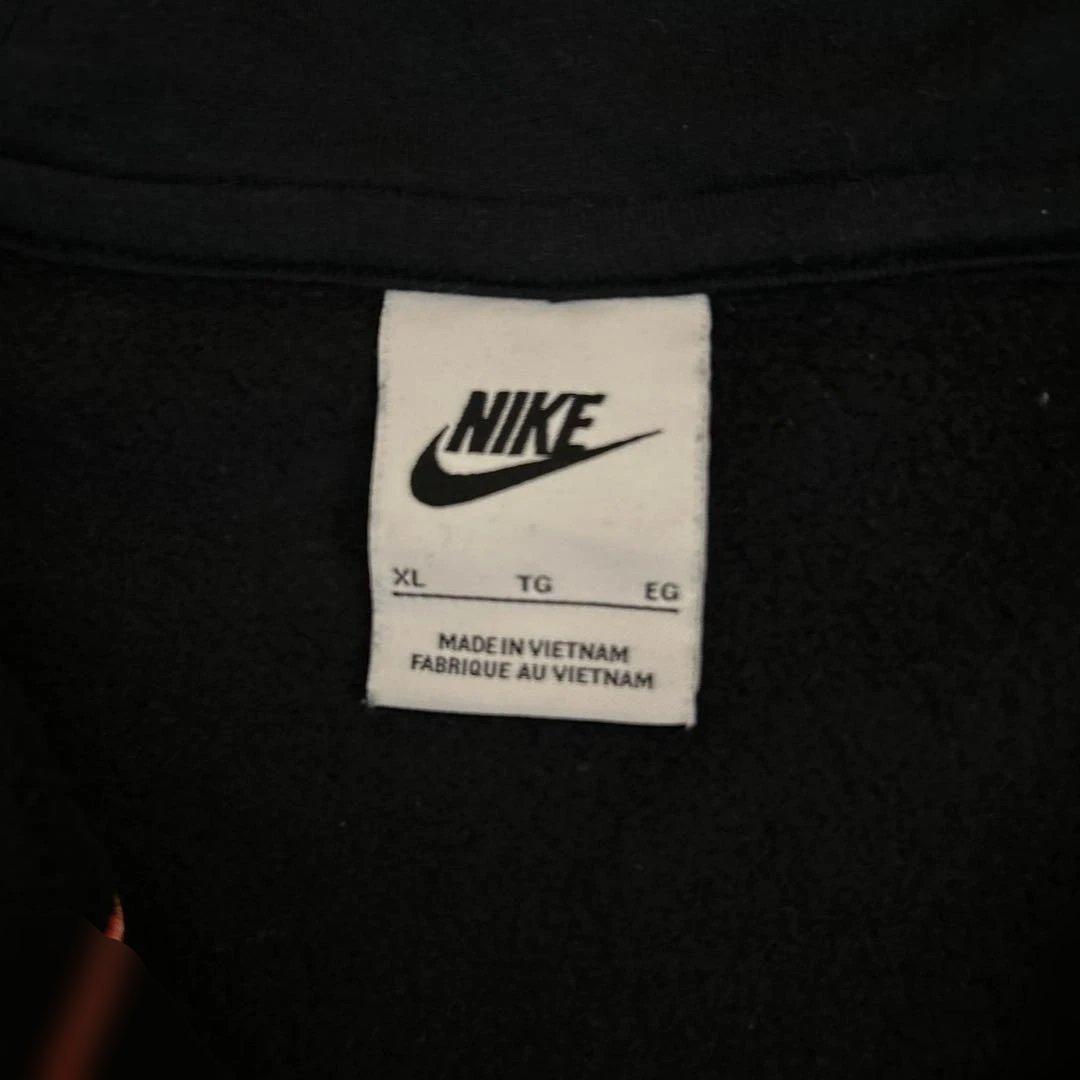 NIKE
XL TG EG
MADE IN VIETNAM
FABRIQUE AU VIETNAM